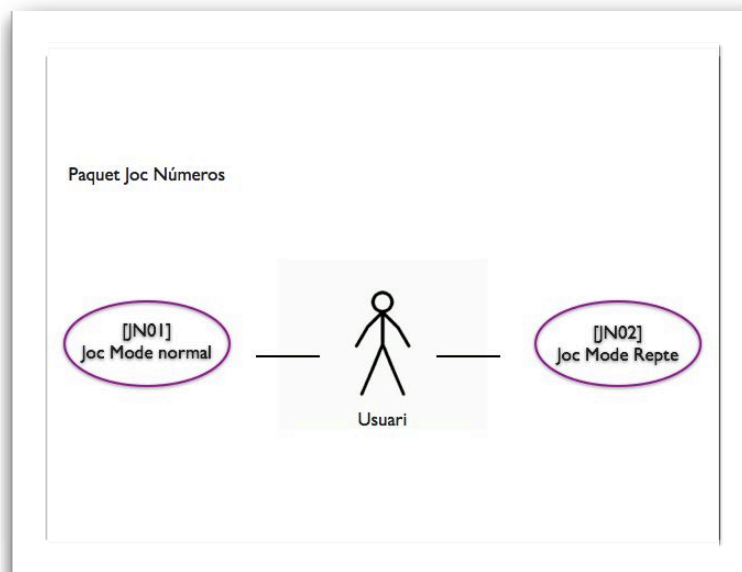 Paquet Joc Números
[JN01]
Joc Mode normal
[JN02]
Joc Mode Repte
Usuari